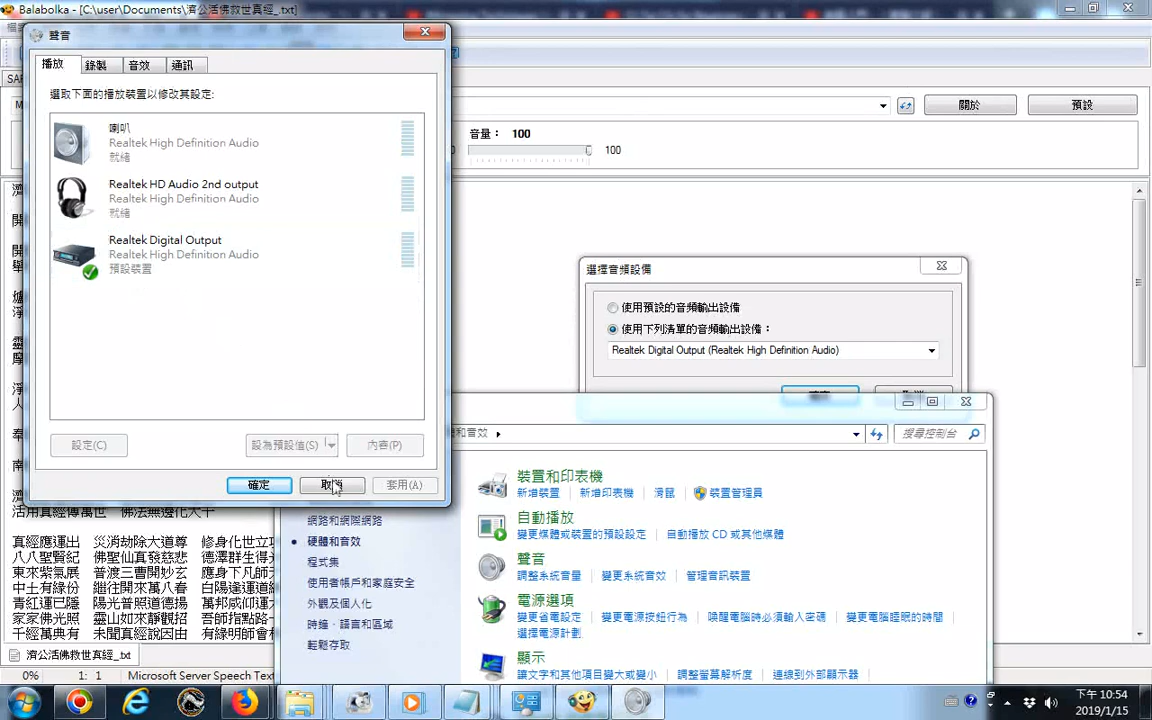 Balabolka - [C:\user\Documents\濟公活佛救世真經_.txt]
聲音
播放
錄製
音效
通訊
選取下面的播放裝置以修改其設定:
喇叭
Realtek High Definition Audio
就緒
Realtek HD Audio 2nd output
Realtek High Definition Audio
就緒
Realtek Digital Output
Realtek High Definition Audio
預設裝置
設定(C)
設為預設值(S)
內容(P)
確定
取消
套用(A)
關於
預設
音量： 100
100
選擇音頻設備
使用預設的音頻輸出設備
使用下列清單的音頻輸出設備：
Realtek Digital Output (Realtek High Definition Audio)
和音效
搜尋控制台
網路和網際網路
硬體和音效
程式集
使用者帳戶和家庭安全
外觀及個人化
時鐘、語言和區域
輕鬆存取
裝置和印表機
新增裝置
新增印表機
滑鼠
裝置管理員
自動播放
變更媒體或裝置的預設設定
自動播放 CD 或其他媒體
聲音
調整系統音量
變更系統音效
管理音訊裝置
電源選項
變更省電設定
變更電源按鈕行為
喚醒電腦時必須輸入密碼
變更電腦睡眠的時間
選擇電源計劃
顯示
讓文字和其他項目變大或變小
調整螢幕解析度
連線到外部顯示器
活用真經傳萬世 佛法無邊化大千
真經應運出 災消劫除大道尊 修身化世立
八八聖賢紀 佛聖仙真發慈悲 德澤群生得
東來紫氣展 普渡三曹開妙玄 應身下凡師
中土有緣份 繼往開來萬八春 白陽逢運
青紅運已隱 陽光普照道德揚 萬邦咸仰
家家佛光照 靈山如來靜觀招 吾師指點路
千經萬典有 未聞真經說因由 有緣明師會
濟公活佛救世真經_.txt
0%
1: 1
Microsoft Server Speech Text
下午 10:54
2019/1/15